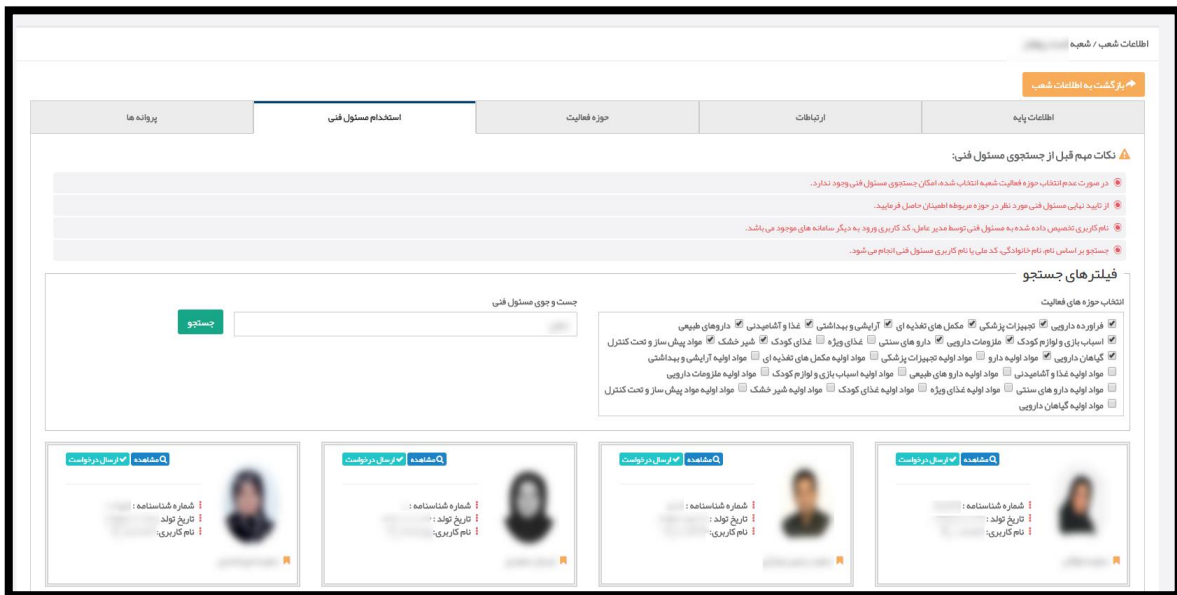 اطلاعات شعب / شعبه
بازگشت به اطلاعات شعب
اطلاعات پایه
ارتباطات
حوزه فعالیت
استخدام مسئول فنی
پروانه ها
نکات مهم قبل از جستجوی مسئول فنی:
در صورت عدم انتخاب حوزه فعالیت شعبه انتخاب شده، امکان جستجوی مسئول فنی وجود ندارد.
از تایید نهایی مسئول فنی مورد نظر در حوزه مربوطه اطمینان حاصل فرمایید.
نام کاربری تخصیص داده شده به مسئول فنی توسط مدیر عامل، کد کاربری ورود به دیگر سامانه های موجود می باشد.
جستجو بر اساس نام، نام خانوادگی، کد ملی یا نام کاربری مسئول فنی انجام می شود.
فیلترهای جستجو
انتخاب حوزه های فعالیت
فراورده دارویی تجهیزات پزشکی مکمل های تغذیه ای آرایشی و بهداشتی غذا و آشامیدنی داروهای طبیعی
اسباب بازی و لوازم کودک ملزومات دارویی دارو های سنتی غذای ویژه غذای کودک شیر خشک مواد پیش ساز و تحت کنترل
گیاهان دارویی مواد اولیه دارو مواد اولیه تجهیزات پزشکی مواد اولیه مکمل های تغذیه ای مواد اولیه آرایشی و بهداشتی
مواد اولیه غذا و آشامیدنی مواد اولیه دارو های طبیعی مواد اولیه اسباب بازی و لوازم کودک مواد اولیه ملزومات دارویی
مواد اولیه دارو های سنتی مواد اولیه غذای ویژه مواد اولیه غذای کودک مواد اولیه شیر خشک مواد اولیه مواد پیش ساز و تحت کنترل
مواد اولیه گیاهان دارویی
جست و جوی مسئول فنی
جستجو
مشاهده ارسال درخواست
شماره شناسنامه :
تاریخ تولد :
نام کاربری:
مشاهده ارسال درخواست
شماره شناسنامه :
تاریخ تولد :
نام کاربری:
مشاهده ارسال درخواست
شماره شناسنامه :
تاریخ تولد :
نام کاربری:
مشاهده ارسال درخواست
شماره شناسنامه :
تاریخ تولد
نام کاربری: